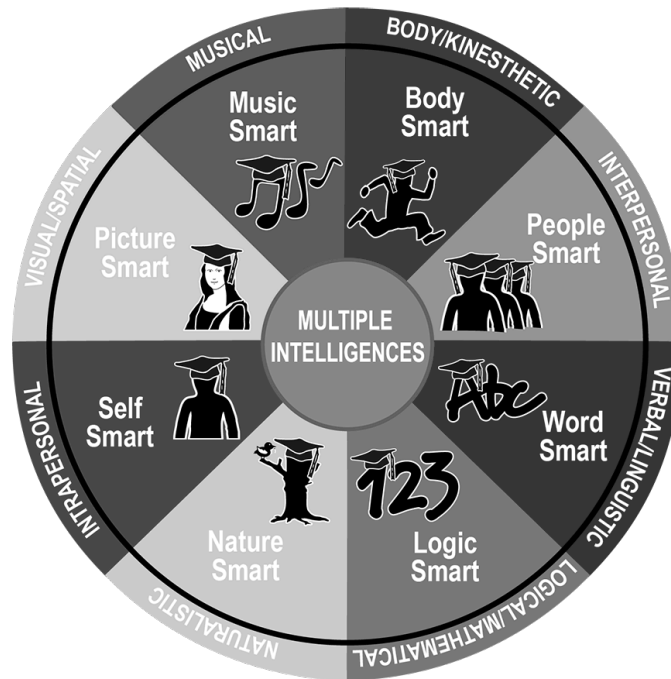 MUSICAL
BODY/KINESTHETIC
INTERPERSONAL
VERBAL/LINGUISTIC
LOGICAL/MATHEMATICAL
NATURALISTIC
INTRAPERSONAL
VISUAL/SPATIAL
Music
Smart
Body
Smart
People
Smart
Abc
Word
Smart
123
Logic
Smart
Nature
Smart
Self
Smart
Picture
Smart
MULTIPLE
INTELLIGENCES